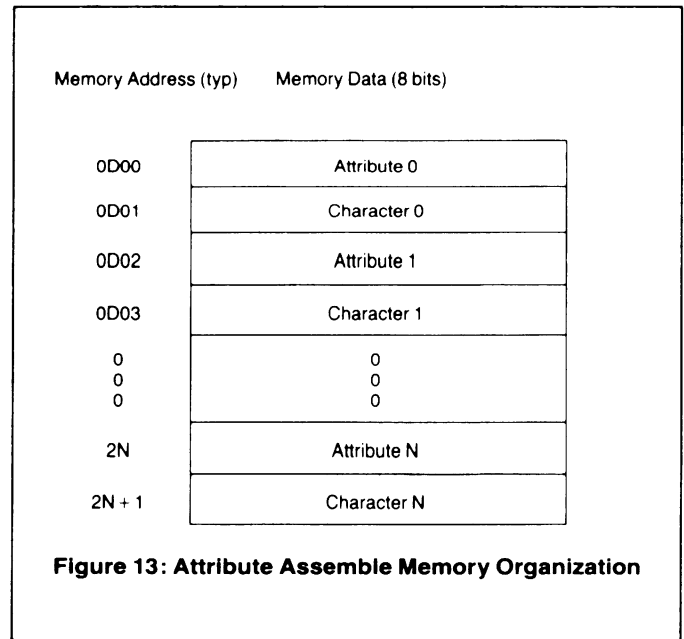 Memory Address (typ) Memory Data (8 bits)
0D00 Attribute 0
0D01 Character 0
0D02 Attribute 1
0D03 Character 1
0 0
0 0
0 0
2N Attribute N
2N + 1 Character N
Figure 13: Attribute Assemble Memory Organization